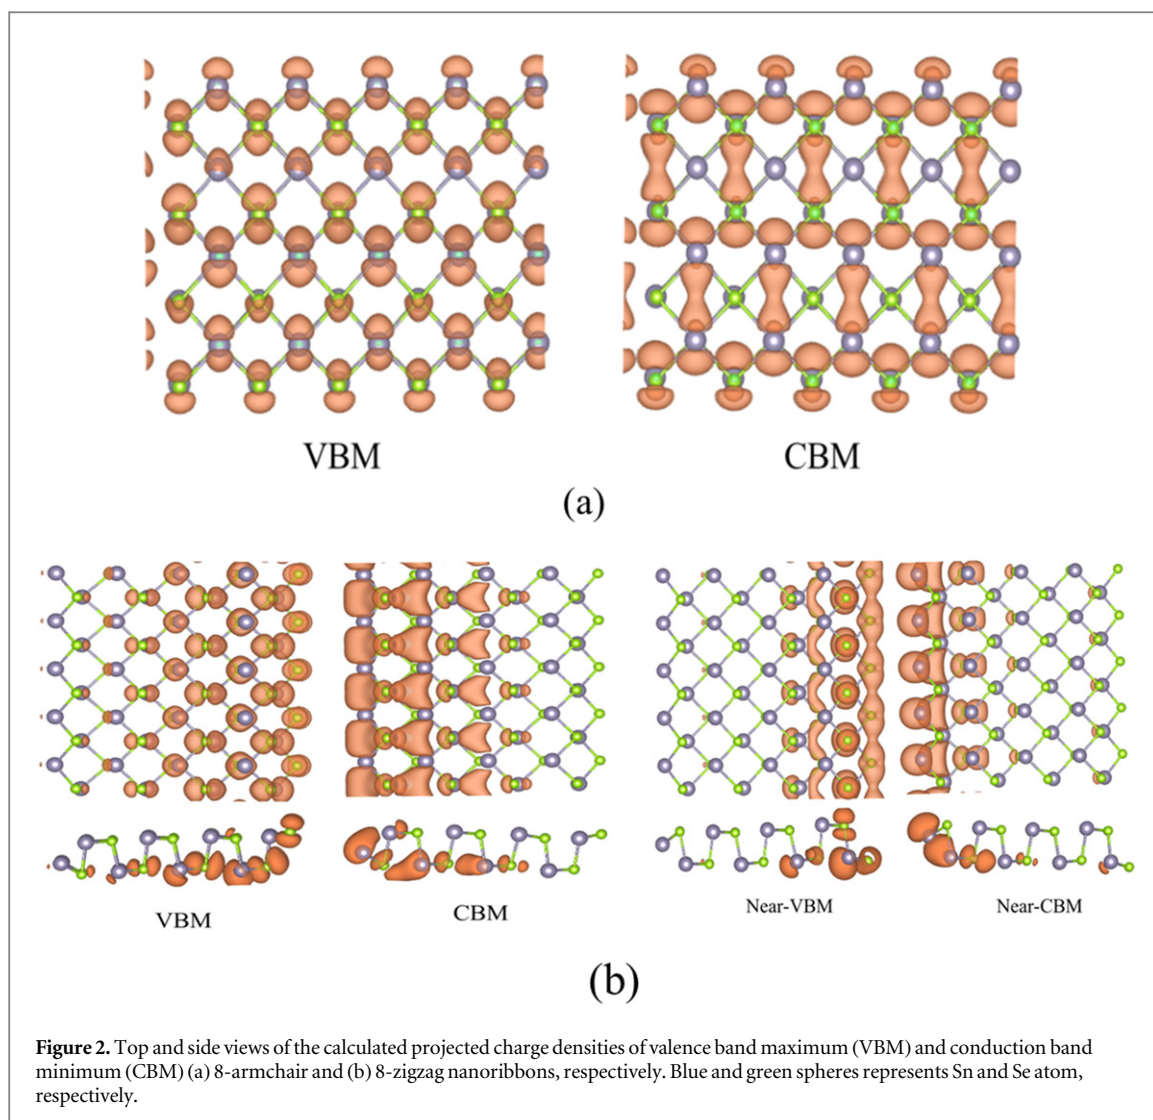 VBM
CBM
(a)
VBM
CBM
Near-VBM
Near-CBM
(b)
Figure 2. Top and side views of the calculated projected charge densities of valence band maximum (VBM) and conduction band
minimum (CBM) (a) 8-armchair and (b) 8-zigzag nanoribbons, respectively. Blue and green spheres represents Sn and Se atom,
respectively.